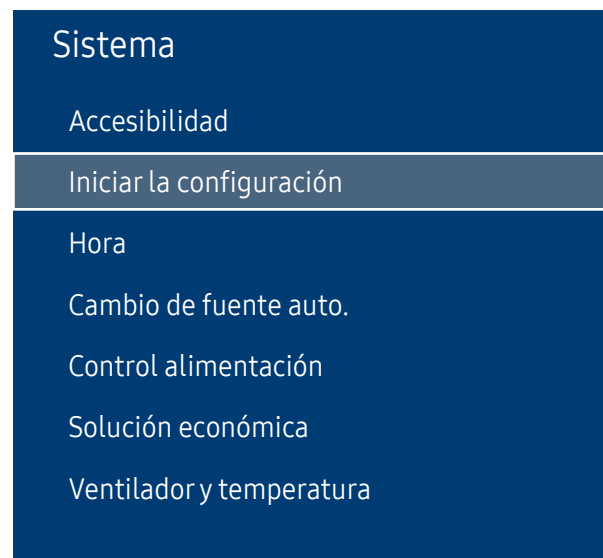 Sistema
Accesibilidad
Iniciar la configuración
Hora
Cambio de fuente auto.
Control alimentación
Solución económica
Ventilador y temperatura